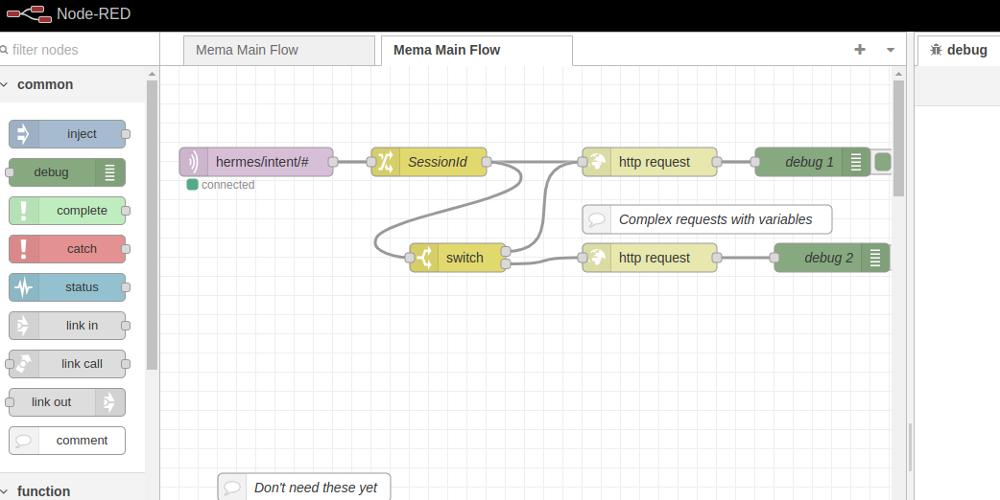 Node-RED
filter nodes
Mema Main Flow
Mema Main Flow
debug
common
inject
debug
complete
catch
status
link in
link call
link out
comment
function
hermes/intent/#
connected
SessionId
http request
debug 1
Complex requests with variables
switch
http request
debug 2
Don't need these yet